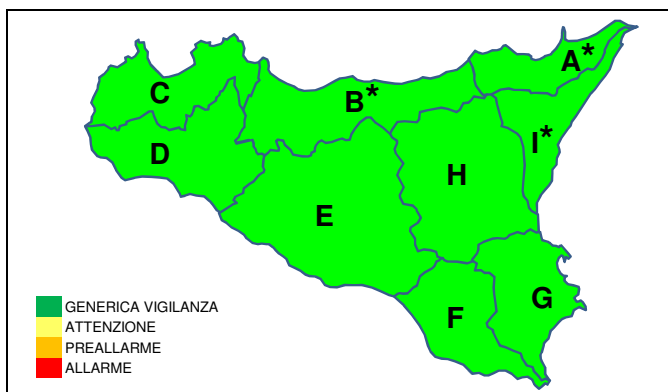 A*
C
B*
I*
D
H
E
G
F
GENERICA VIGILANZA
ATTENZIONE
PREALLARME
ALLARME